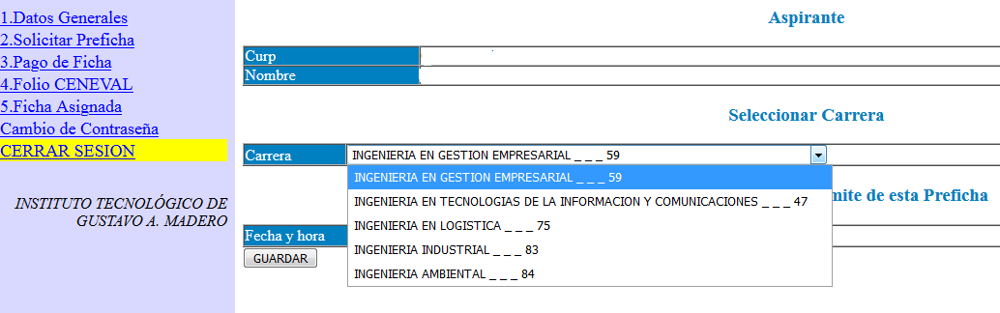 1.Datos Generales
2.Solicitar Preficha
3.Pago de Ficha
4.Folio CENEVAL
5.Ficha Asignada
Cambio de Contraseña
CERRAR SESION
INSTITUTO TECNOLÓGICO DE
GUSTAVO A. MADERO
Aspirante
Curp
Nombre
Seleccionar Carrera
Carrera
INGENIERIA EN GESTION EMPRESARIAL _ _ _ 59
INGENIERIA EN GESTION EMPRESARIAL _ _ _ 59
INGENIERIA EN TECNOLOGIAS DE LA INFORMACION Y COMUNICACIONES _ _ _ 47
INGENIERIA EN LOGISTICA _ _ _ 75
INGENIERIA INDUSTRIAL _ _ _ 83
INGENIERIA AMBIENTAL _ _ _ 84
mite de esta Preficha
Fecha y hora
GUARDAR